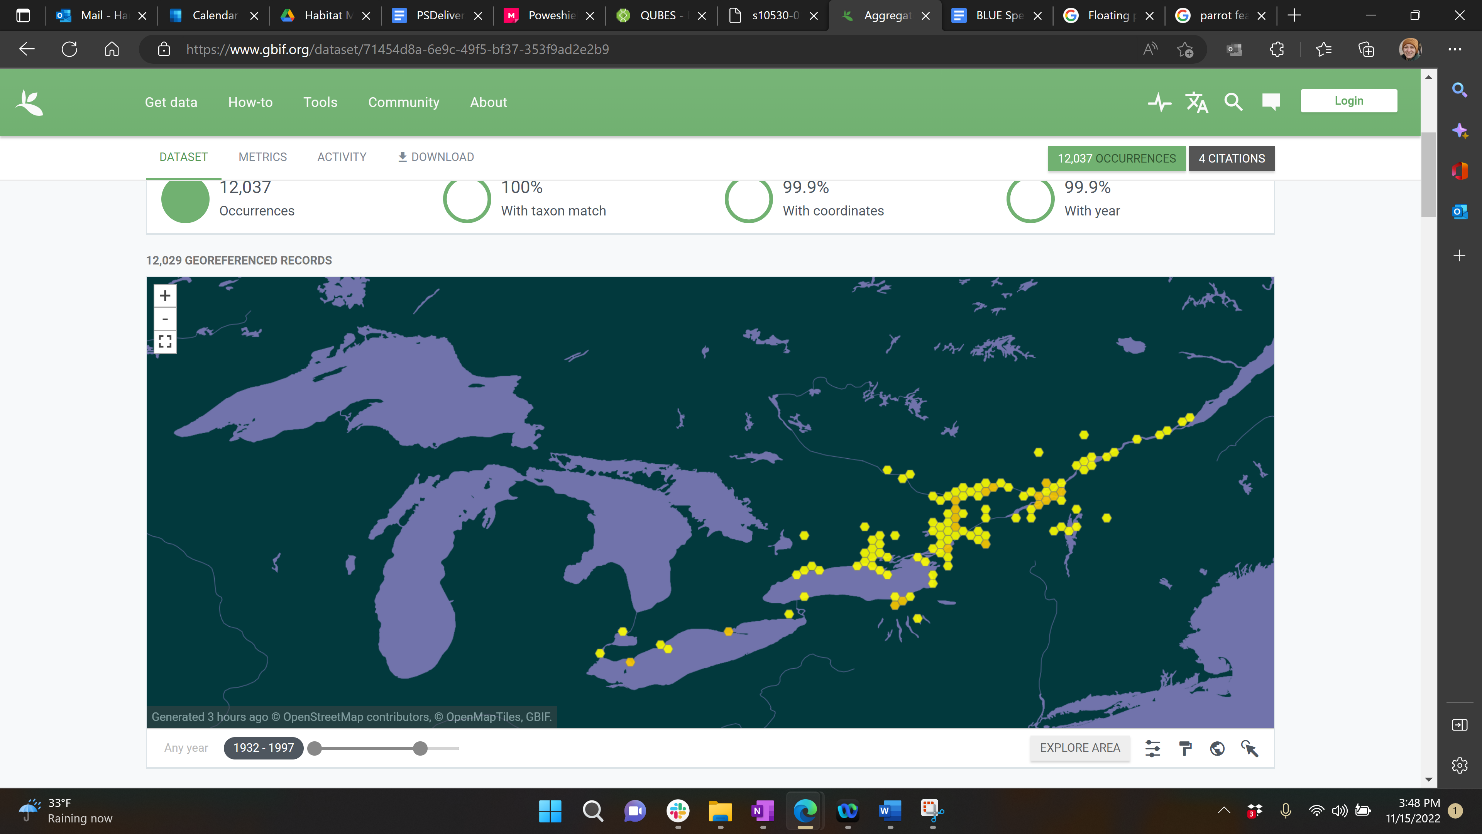 Mail - Ha
Calendar
Habitat M
PSDeliver
Poweshie
QUBES -
s10530-0
Aggregat
BLUE Spe
Floating p
parrot fea
https://www.gbif.org/dataset/71454d8a-6e9c-49f5-bf37-353f9ad2e2b9
Get data How-to Tools Community About
Login
DATASET METRICS ACTIVITY DOWNLOAD
12,037 OCCURRENCES 4 CITATIONS
12,037 100% 99.9% 99.9%
Occurrences With taxon match With coordinates With year
12,029 GEOREFERENCED RECORDS
+
-
Generated 3 hours ago © OpenStreetMap contributors, © OpenMapTiles, GBIF.
Any year 1932 - 1997
EXPLORE AREA
33°F
Raining now
3:48 PM
11/15/2022
1